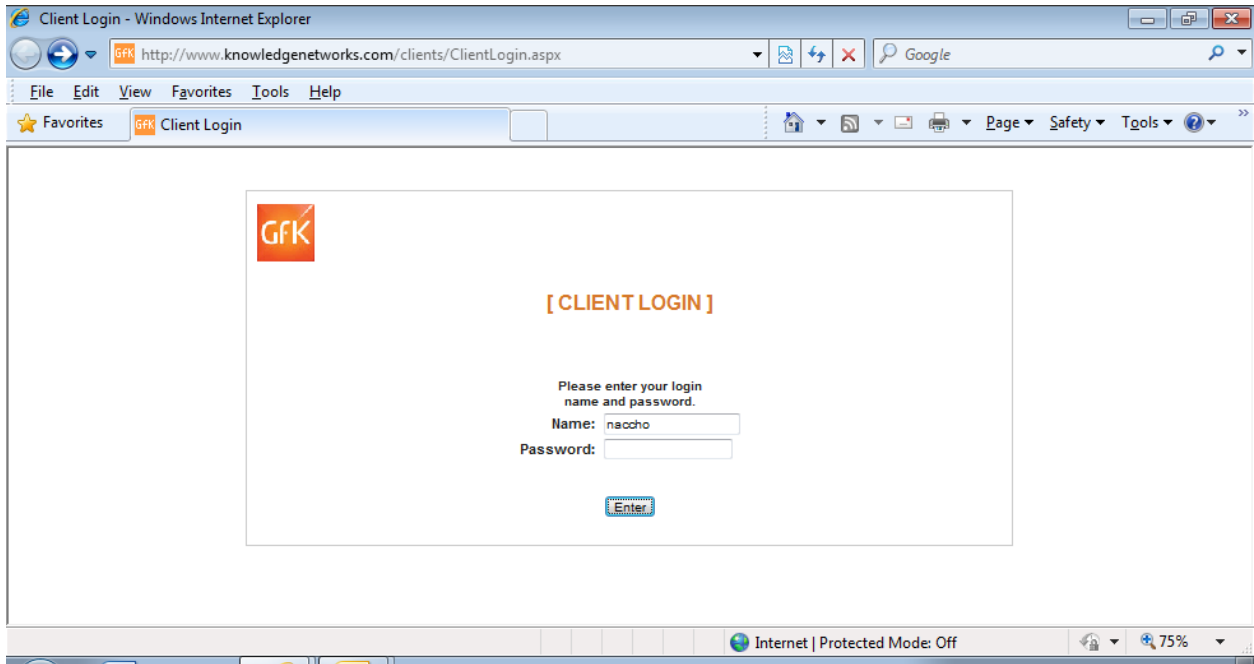 Client Login - Windows Internet Explorer
GfK http://www.knowledgenetworks.com/clients/ClientLogin.aspx Google
File Edit View Favorites Tools Help
Favorites GfK Client Login Page Safety Tools
GfK
[ CLIENT LOGIN ]
Please enter your login
name and password.
Name: naccho
Password:
Enter
Internet | Protected Mode: Off 75%